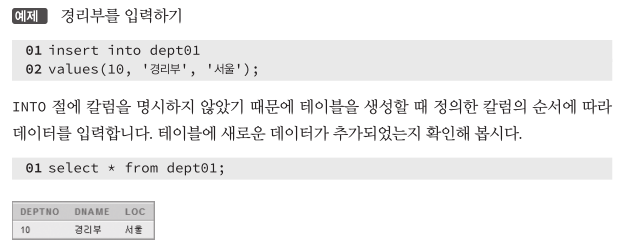 예제 경리부를 입력하기
01 insert into dept01
02 values(10, '경리부', '서울');
INTO 절에 칼럼을 명시하지 않았기 때문에 테이블을 생성할 때 정의한 칼럼의 순서에 따라
데이터를 입력합니다. 테이블에 새로운 데이터가 추가되었는지 확인해 봅시다.
01 select * from dept01;
DEPTNO DNAME LOC
10 경리부 서울